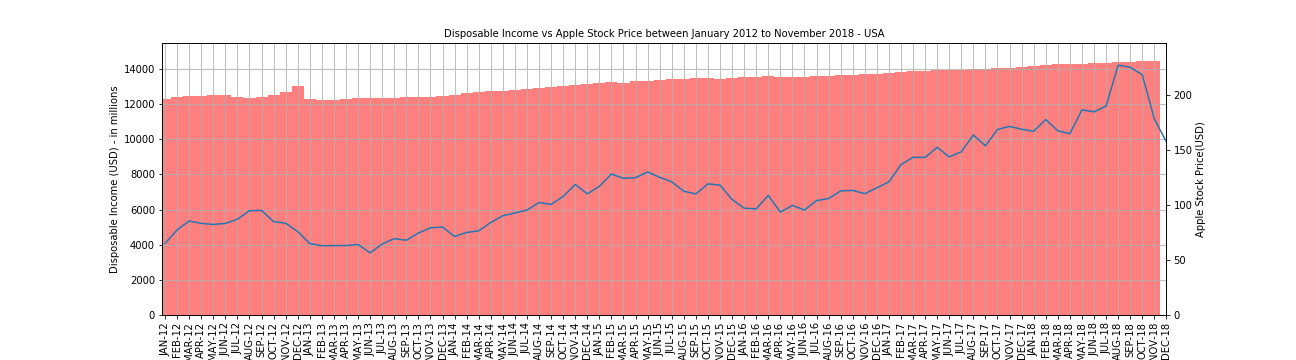 Disposable Income vs Apple Stock Price between January 2012 to November 2018 - USA
Disposable Income (USD) - in millions
14000
12000
10000
8000
6000
4000
2000
0
200
150
100
50
0
Apple Stock Price(USD)
JAN-12
FEB-12
MAR-12
APR-12
MAY-12
JUN-12
JUL-12
AUG-12
SEP-12
OCT-12
NOV-12
DEC-12
JAN-13
FEB-13
MAR-13
APR-13
MAY-13
JUN-13
JUL-13
AUG-13
SEP-13
OCT-13
NOV-13
DEC-13
JAN-14
FEB-14
MAR-14
APR-14
MAY-14
JUN-14
JUL-14
AUG-14
SEP-14
OCT-14
NOV-14
DEC-14
JAN-15
FEB-15
MAR-15
APR-15
MAY-15
JUN-15
JUL-15
AUG-15
SEP-15
OCT-15
NOV-15
DEC-15
JAN-16
FEB-16
MAR-16
APR-16
MAY-16
JUN-16
JUL-16
AUG-16
SEP-16
OCT-16
NOV-16
DEC-16
JAN-17
FEB-17
MAR-17
APR-17
MAY-17
JUN-17
JUL-17
AUG-17
SEP-17
OCT-17
NOV-17
DEC-17
JAN-18
FEB-18
MAR-18
APR-18
MAY-18
JUN-18
JUL-18
AUG-18
SEP-18
OCT-18
NOV-18
DEC-18